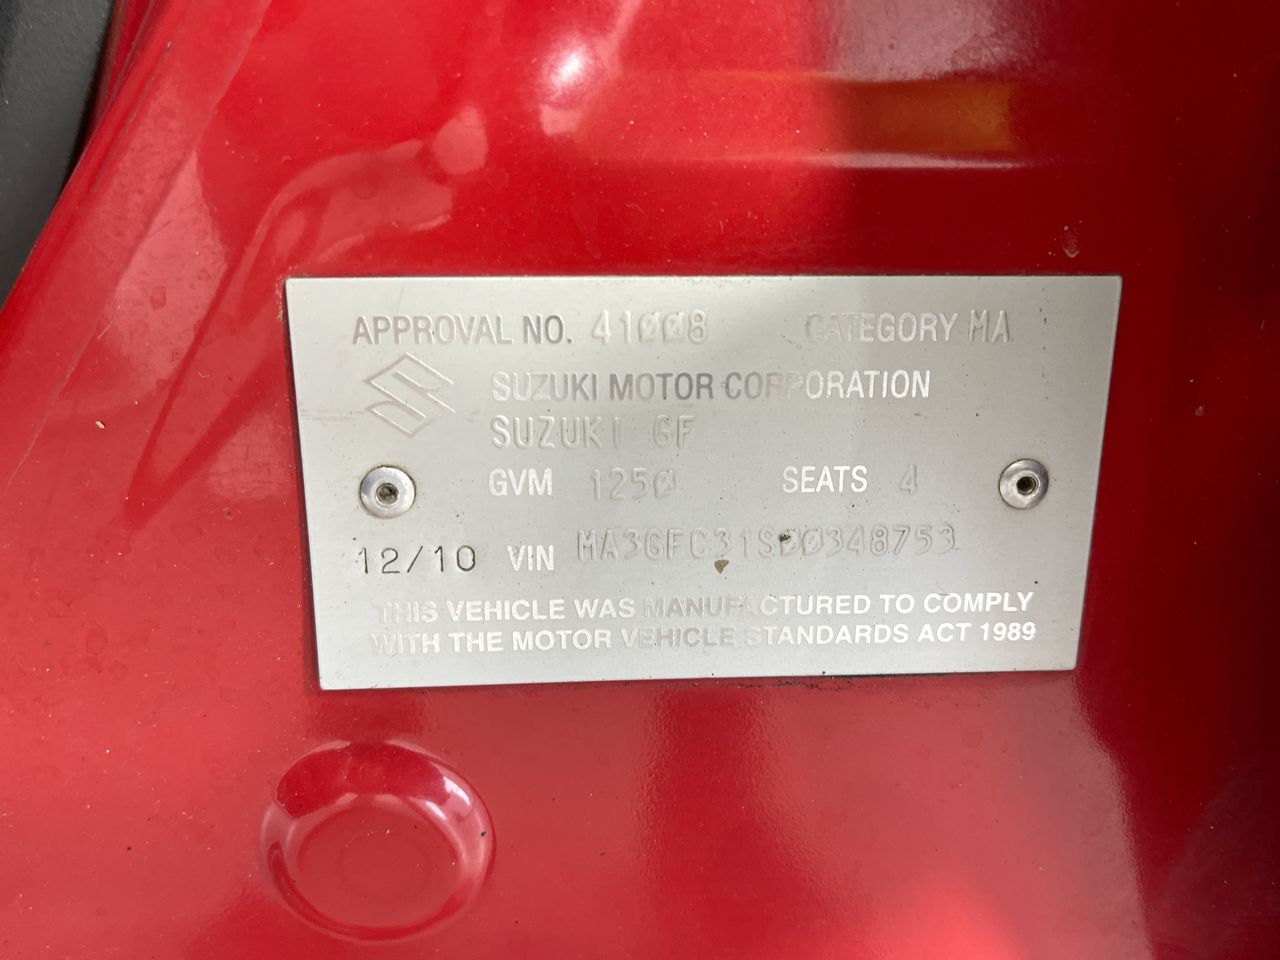 APPROVAL NO. 41008 CATEGORY MA
SUZUKI MOTOR CORPORATION
SUZUKI GF
GVM 1250 SEATS 4
12/10 VIN MA3GFC31S00348753
THIS VEHICLE WAS MANUFACTURED TO COMPLY
WITH THE MOTOR VEHICLE STANDARDS ACT 1989